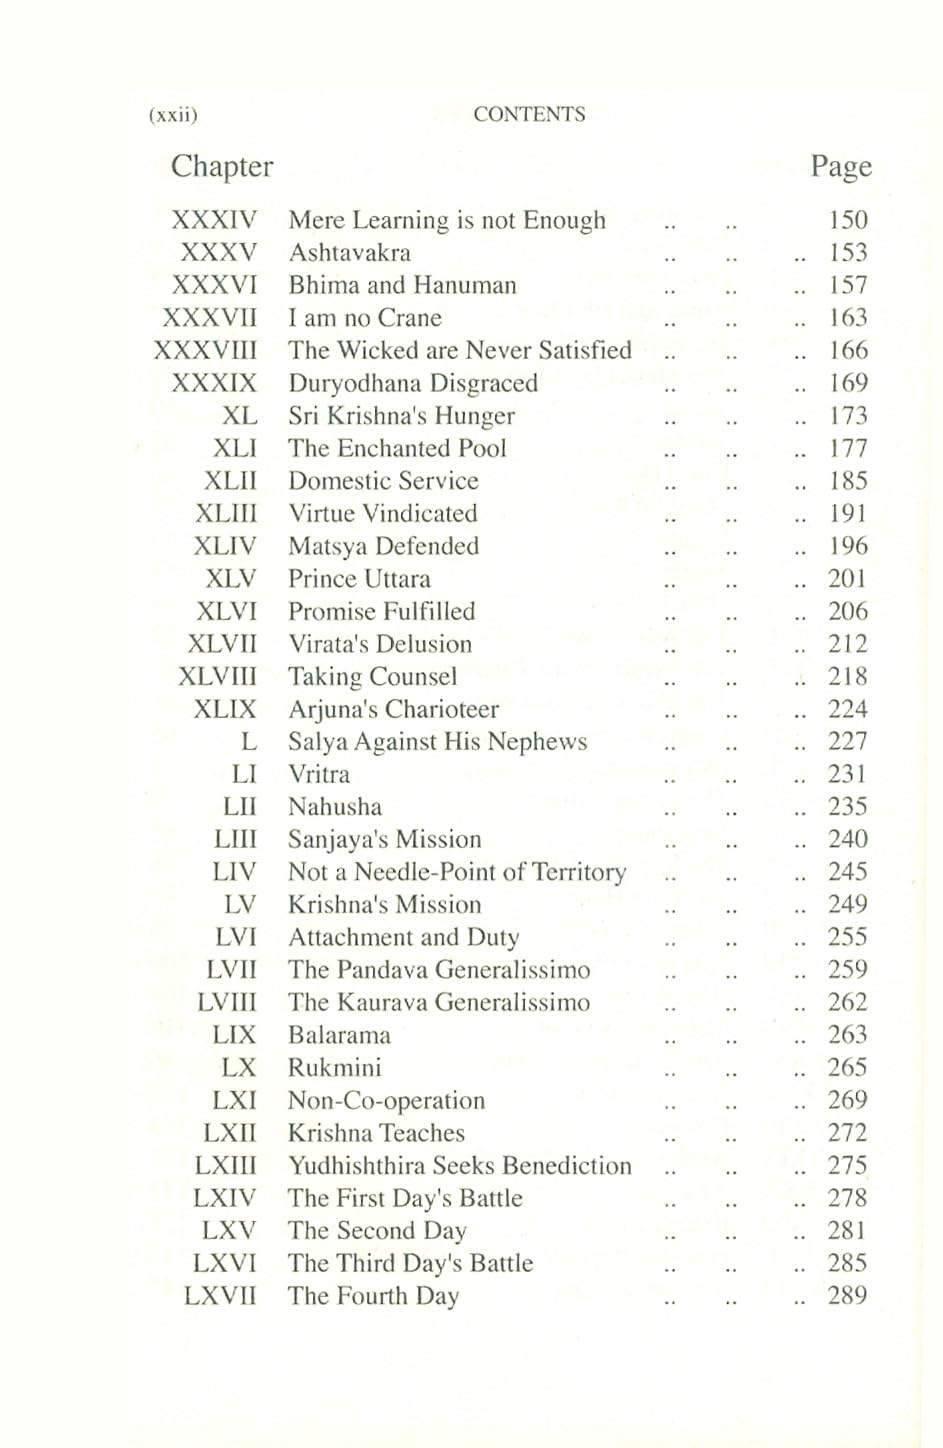 (xxii) CONTENTS
Chapter Page
XXXIV Mere Learning is not Enough .. .. 150
XXXV Ashtavakra .. .. .. 153
XXXVI Bhima and Hanuman .. .. .. 157
XXXVII I am no Crane .. .. .. 163
XXXVIII The Wicked are Never Satisfied .. .. .. 166
XXXIX Duryodhana Disgraced .. .. .. 169
XL Sri Krishna's Hunger .. .. .. 173
XLI The Enchanted Pool .. .. .. 177
XLII Domestic Service .. .. .. 185
XLIII Virtue Vindicated .. .. .. 191
XLIV Matsya Defended .. .. .. 196
XLV Prince Uttara .. .. .. 201
XLVI Promise Fulfilled .. .. .. 206
XLVII Virata's Delusion .. .. .. 212
XLVIII Taking Counsel .. .. .. 218
XLIX Arjuna's Charioteer .. .. .. 224
L Salya Against His Nephews .. .. .. 227
LI Vritra .. .. .. 231
LII Nahusha .. .. .. 235
LIII Sanjaya's Mission .. .. .. 240
LIV Not a Needle-Point of Territory .. .. .. 245
LV Krishna's Mission .. .. .. 249
LVI Attachment and Duty .. .. .. 255
LVII The Pandava Generalissimo .. .. .. 259
LVIII The Kaurava Generalissimo .. .. .. 262
LIX Balarama .. .. .. 263
LX Rukmini .. .. .. 265
LXI Non-Co-operation .. .. .. 269
LXII Krishna Teaches .. .. .. 272
LXIII Yudhishthira Seeks Benediction .. .. .. 275
LXIV The First Day's Battle .. .. .. 278
LXV The Second Day .. .. .. 281
LXVI The Third Day's Battle .. .. .. 285
LXVII The Fourth Day .. .. .. 289